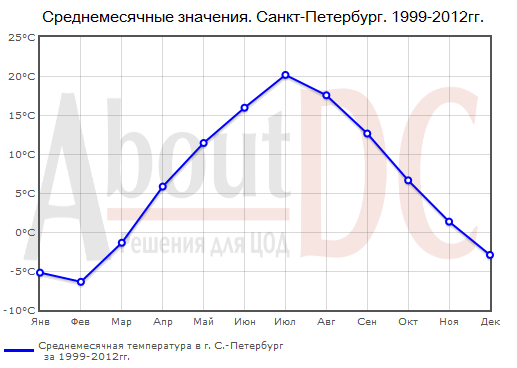 Среднемесячные значения. Санкт-Петербург. 1999-2012гг.
25°C
20°C
15°C
10°C
5°C
0°C
-5°C
-10°C
AboutDC
Решения для ЦОД
Янв Фев Мар Апр Май Июн Июл Авг Сен Окт Ноя Дек
Среднемесячная температура в г. С.-Петербург
за 1999-2012гг.